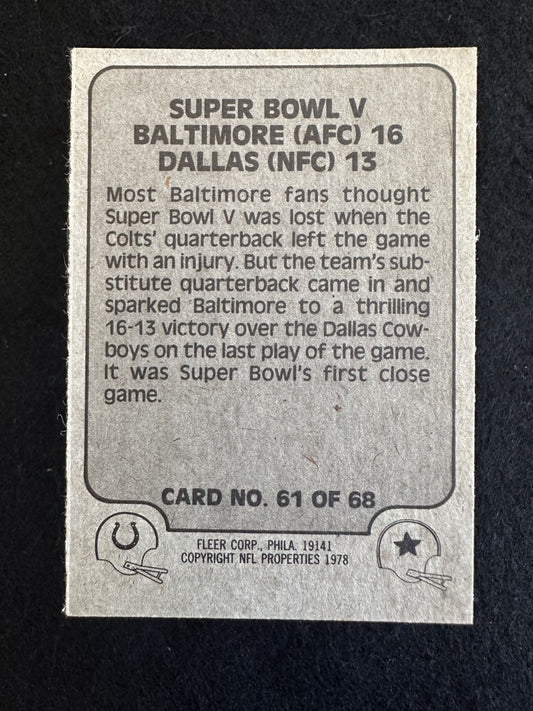 SUPER BOWL V
BALTIMORE (AFC) 16
DALLAS (NFC) 13
Most Baltimore fans thought
Super Bowl V was lost when the
Colts' quarterback left the game
with an injury. But the team's sub-
stitute quarterback came in and
sparked Baltimore to a thrilling
16-13 victory over the Dallas Cow-
boys on the last play of the game.
It was Super Bowl's first close
game.
CARD NO. 61 OF 68
FLEER CORP., PHILA. 19141
COPYRIGHT NFL PROPERTIES 1978